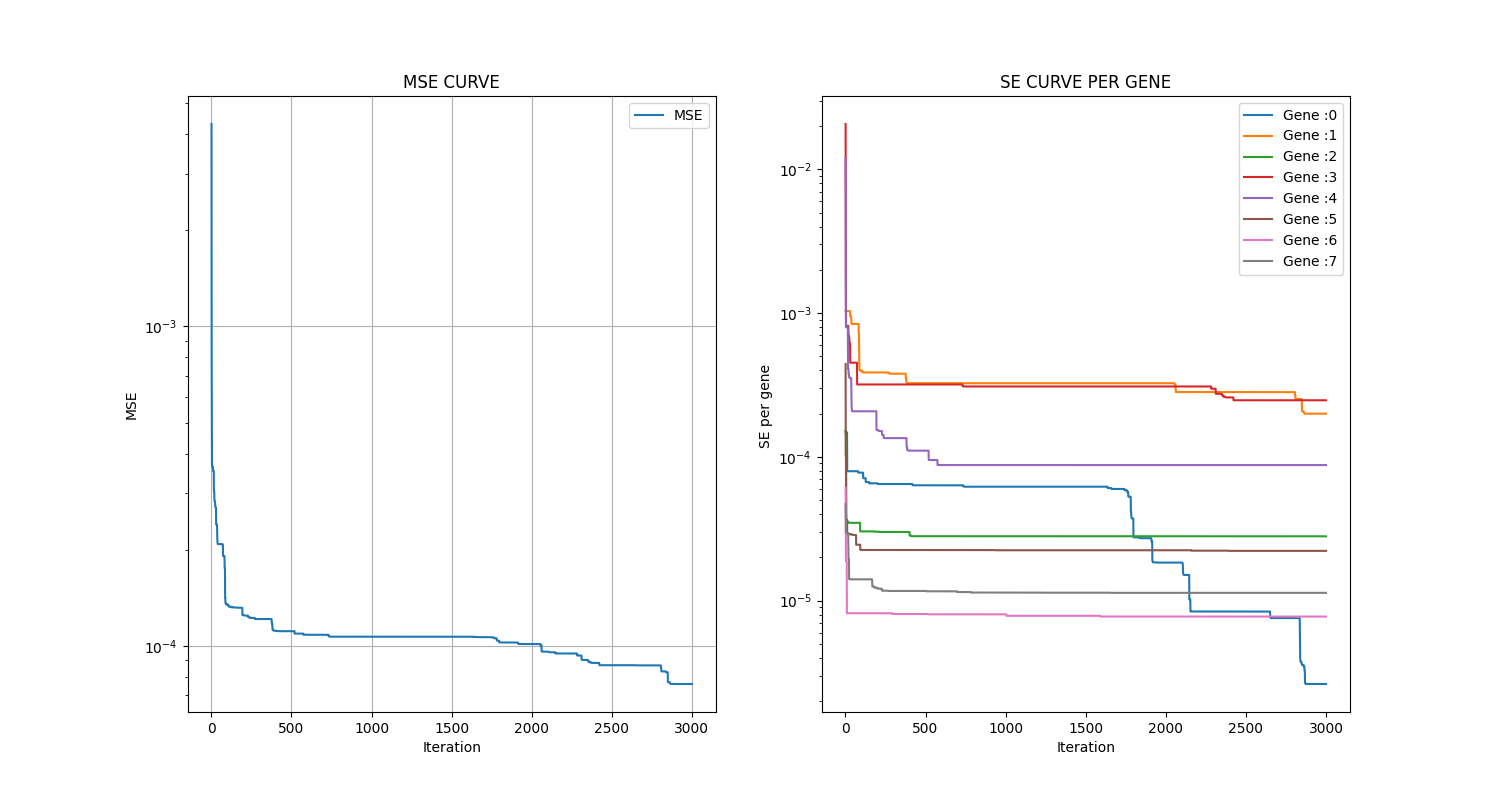 MSE CURVE
MSE
10⁻³
10⁻⁴
MSE
0 500 1000 1500 2000 2500 3000
Iteration
SE CURVE PER GENE
Gene :0
Gene :1
Gene :2
Gene :3
Gene :4
Gene :5
Gene :6
Gene :7
10⁻²
10⁻³
10⁻⁴
10⁻⁵
SE per gene
0 500 1000 1500 2000 2500 3000
Iteration